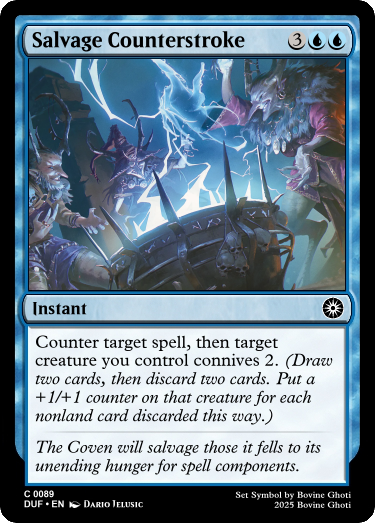 Salvage Counterstroke 3
Instant
Counter target spell, then target
creature you control connives 2. (Draw
two cards, then discard two cards. Put a
+1/+1 counter on that creature for each
nonland card discarded this way.)
The Coven will salvage those it fells to its
unending hunger for spell components.
C 0089
DUF • EN Dario Jelusic
Set Symbol by Bovine Ghoti
2025 Bovine Ghoti